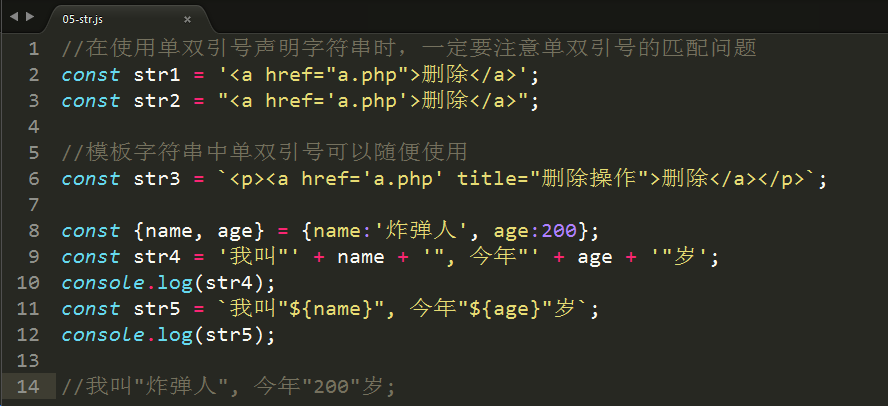 05-str.js
1 //在使用单双引号声明字符串时，一定要注意单双引号的匹配问题
2 const str1 = '<a href="a.php">删除</a>';
3 const str2 = "<a href='a.php'>删除</a>";
4
5 //模板字符串中单双引号可以随便使用
6 const str3 = `<p><a href='a.php' title="删除操作">删除</a></p>`;
7
8 const {name, age} = {name:'炸弹人', age:200};
9 const str4 = '我叫"' + name + '", 今年"' + age + '"岁';
10 console.log(str4);
11 const str5 = `我叫"${name}", 今年"${age}"岁`;
12 console.log(str5);
13
14 //我叫"炸弹人", 今年"200"岁;